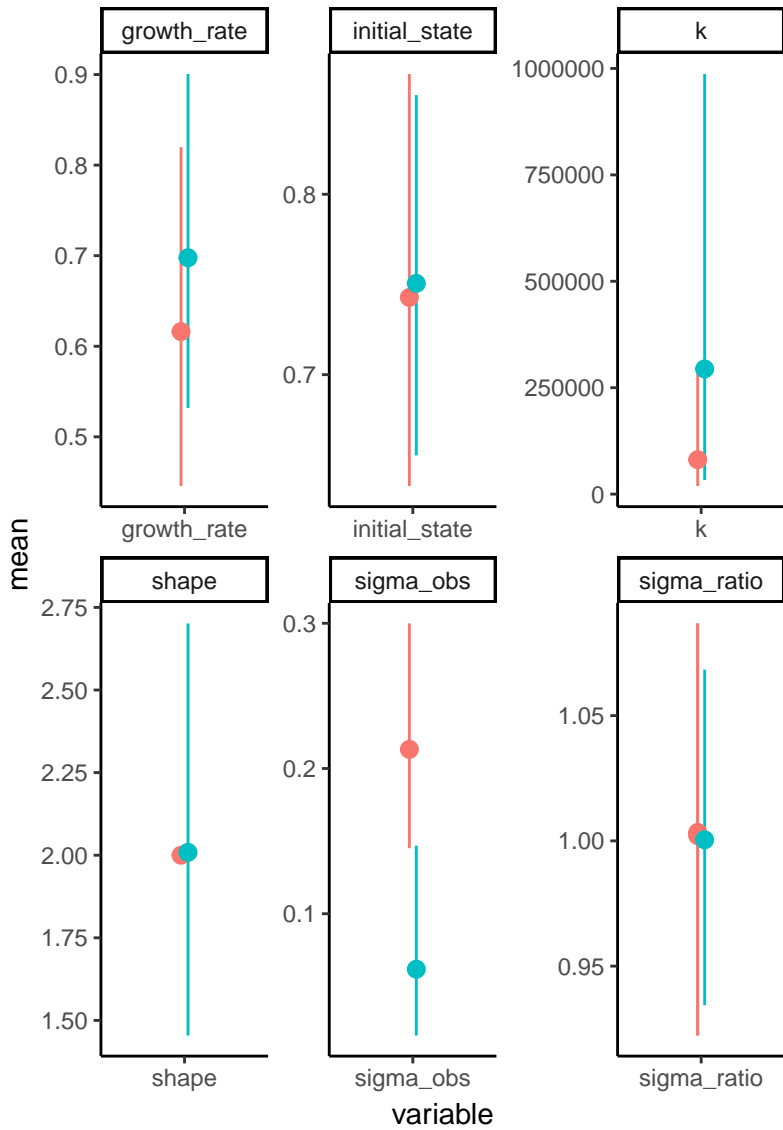 growth_rate
initial_state
k
0.9
0.8
0.7
0.6
0.5
0.8
0.7
1000000
750000
500000
250000
0
growth_rate
initial_state
k
mean
shape
sigma_obs
sigma_ratio
2.75
2.50
2.25
2.00
1.75
1.50
0.3
0.2
0.1
1.05
1.00
0.95
shape
sigma_obs
sigma_ratio
variable